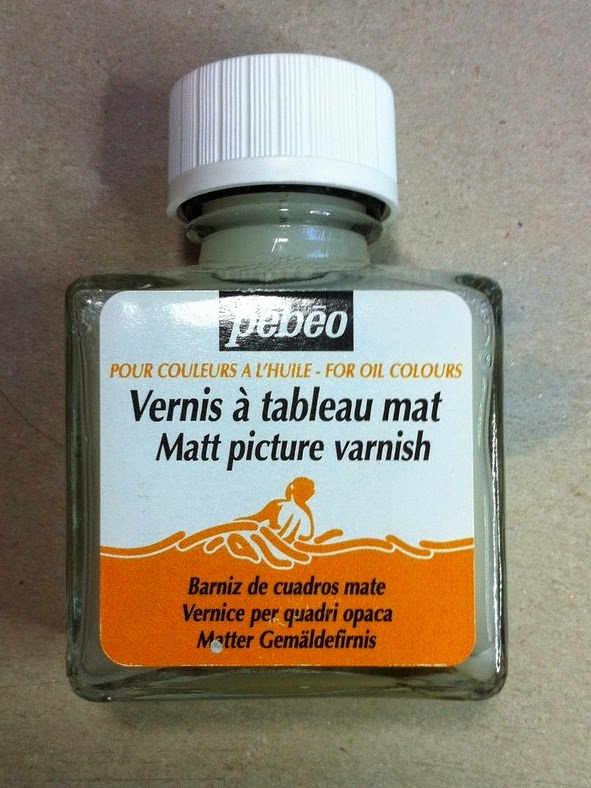 pēbēo
POUR COULEURS A L'HUILE - FOR OIL COLOURS
Vernis à tableau mat
Matt picture varnish
Barniz de cuadros mate
Vernice per quadri opaca
Matter Gemäldefirnis